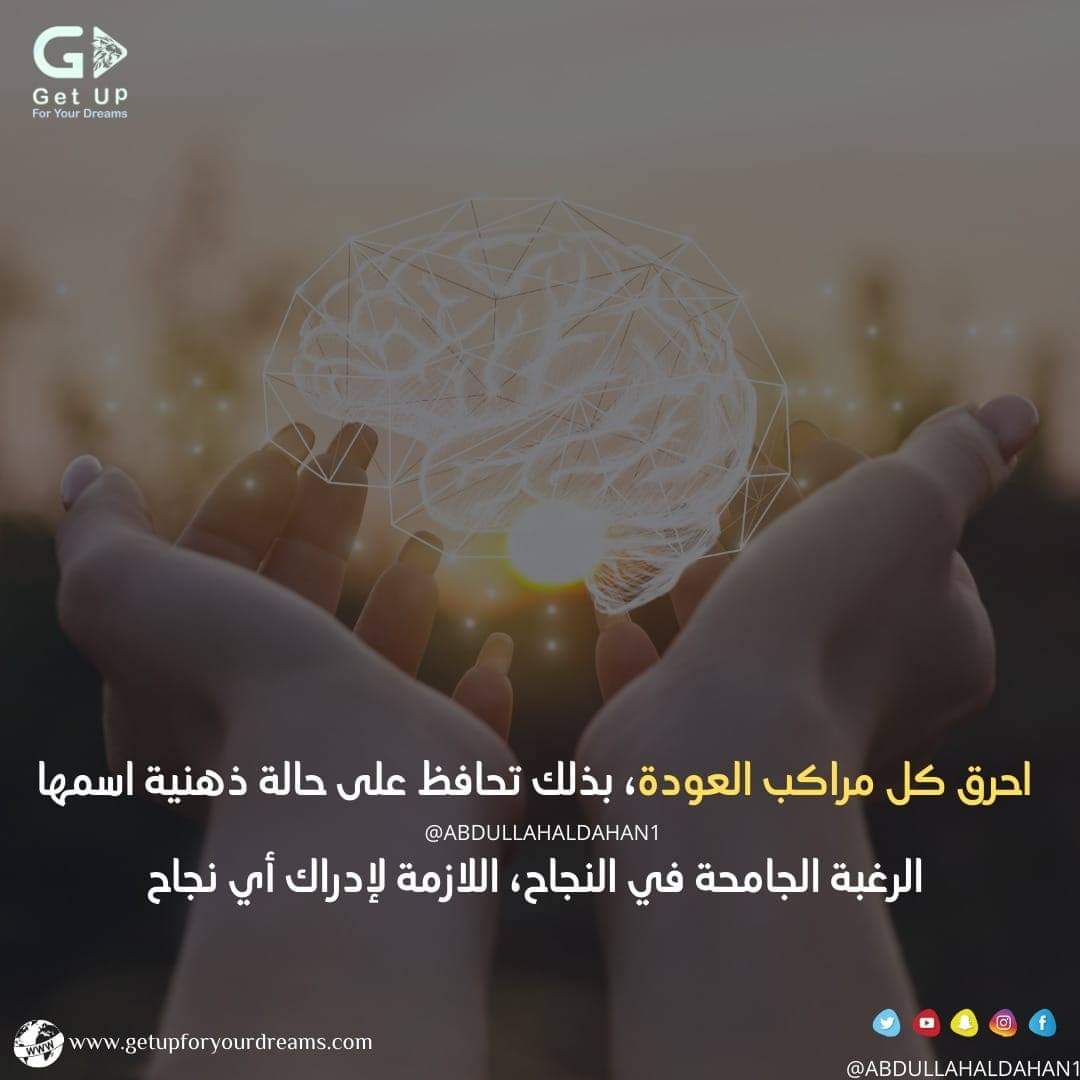 Get Up
For Your Dreams
احرق كل مراكب العودة، بذلك تحافظ على حالة ذهنية اسمها
@ABDULLAHALDAHAN1
الرغبة الجامحة في النجاح، اللازمة لإدراك أي نجاح
www
www.getupforyourdreams.com
@ABDULLAHALDAHAN1